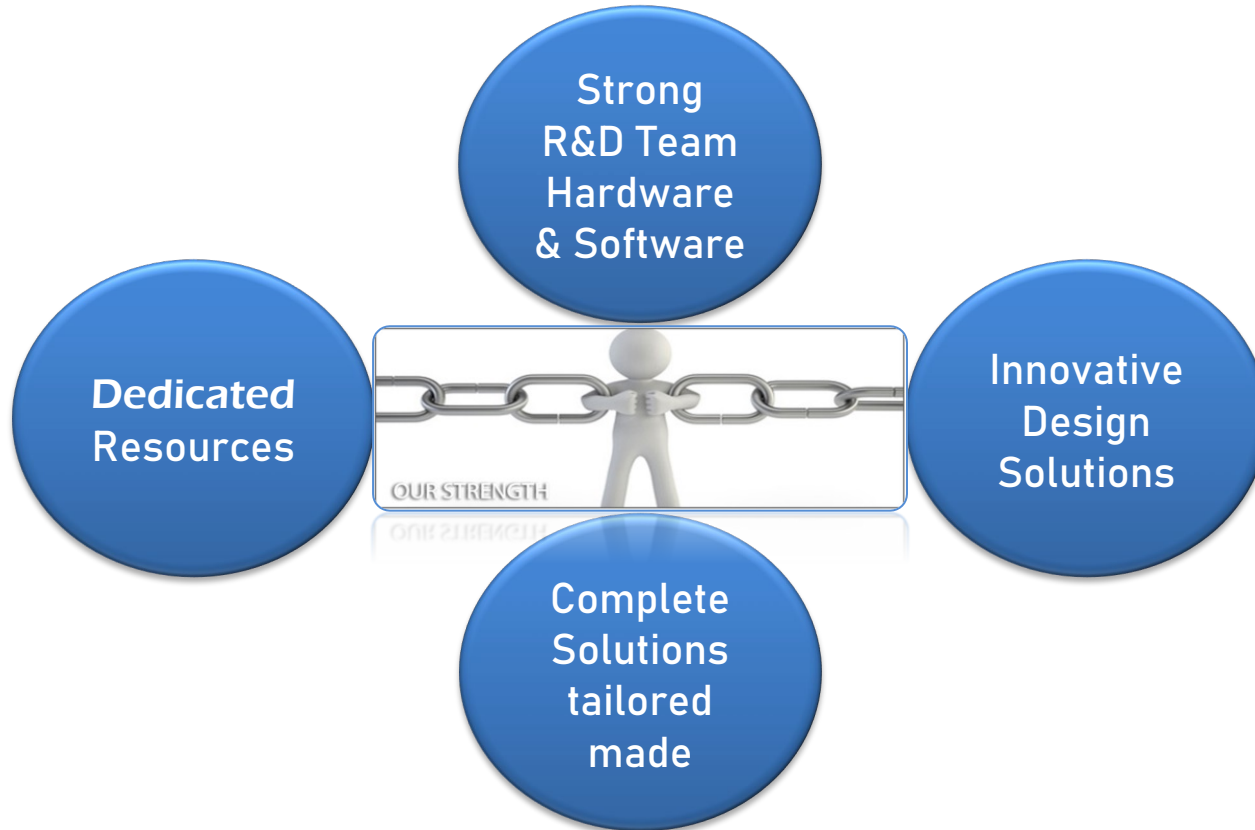 Strong
R&D Team
Hardware
& Software
Dedicated
Resources
OUR STRENGTH
Innovative
Design
Solutions
Complete
Solutions
tailored
made